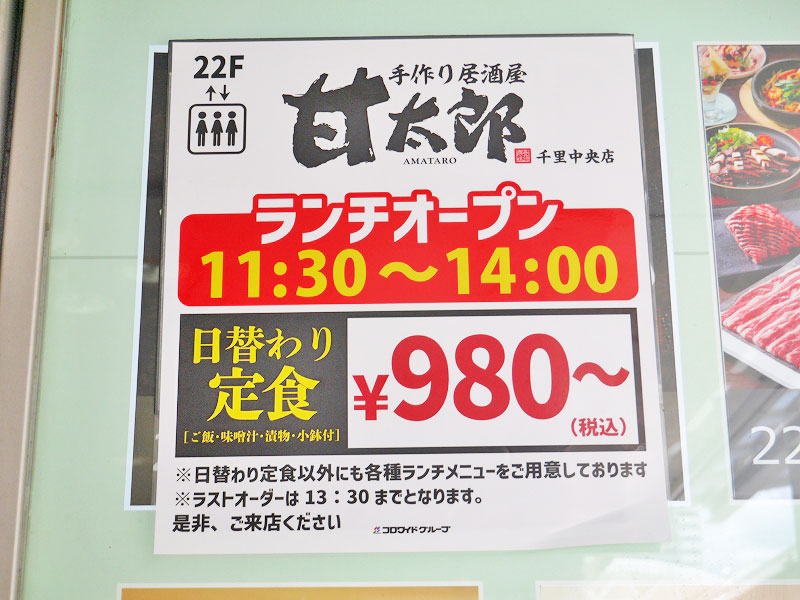 22F
手作り居酒屋
甘太郎
AMATARO
千里中央店
ランチオープン
11:30～14:00
日替わり
定食
[ご飯・味噌汁・漬物・小鉢付]
¥980～
(税込)
※日替わり定食以外にも各種ランチメニューをご用意しております
※ラストオーダーは 13：30 までとなります。
是非、ご来店ください
コロワイドグループ
22